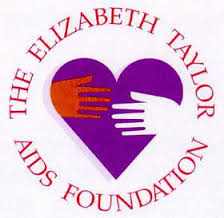 THE ELIZABETH TAYLOR
AIDS FOUNDATION